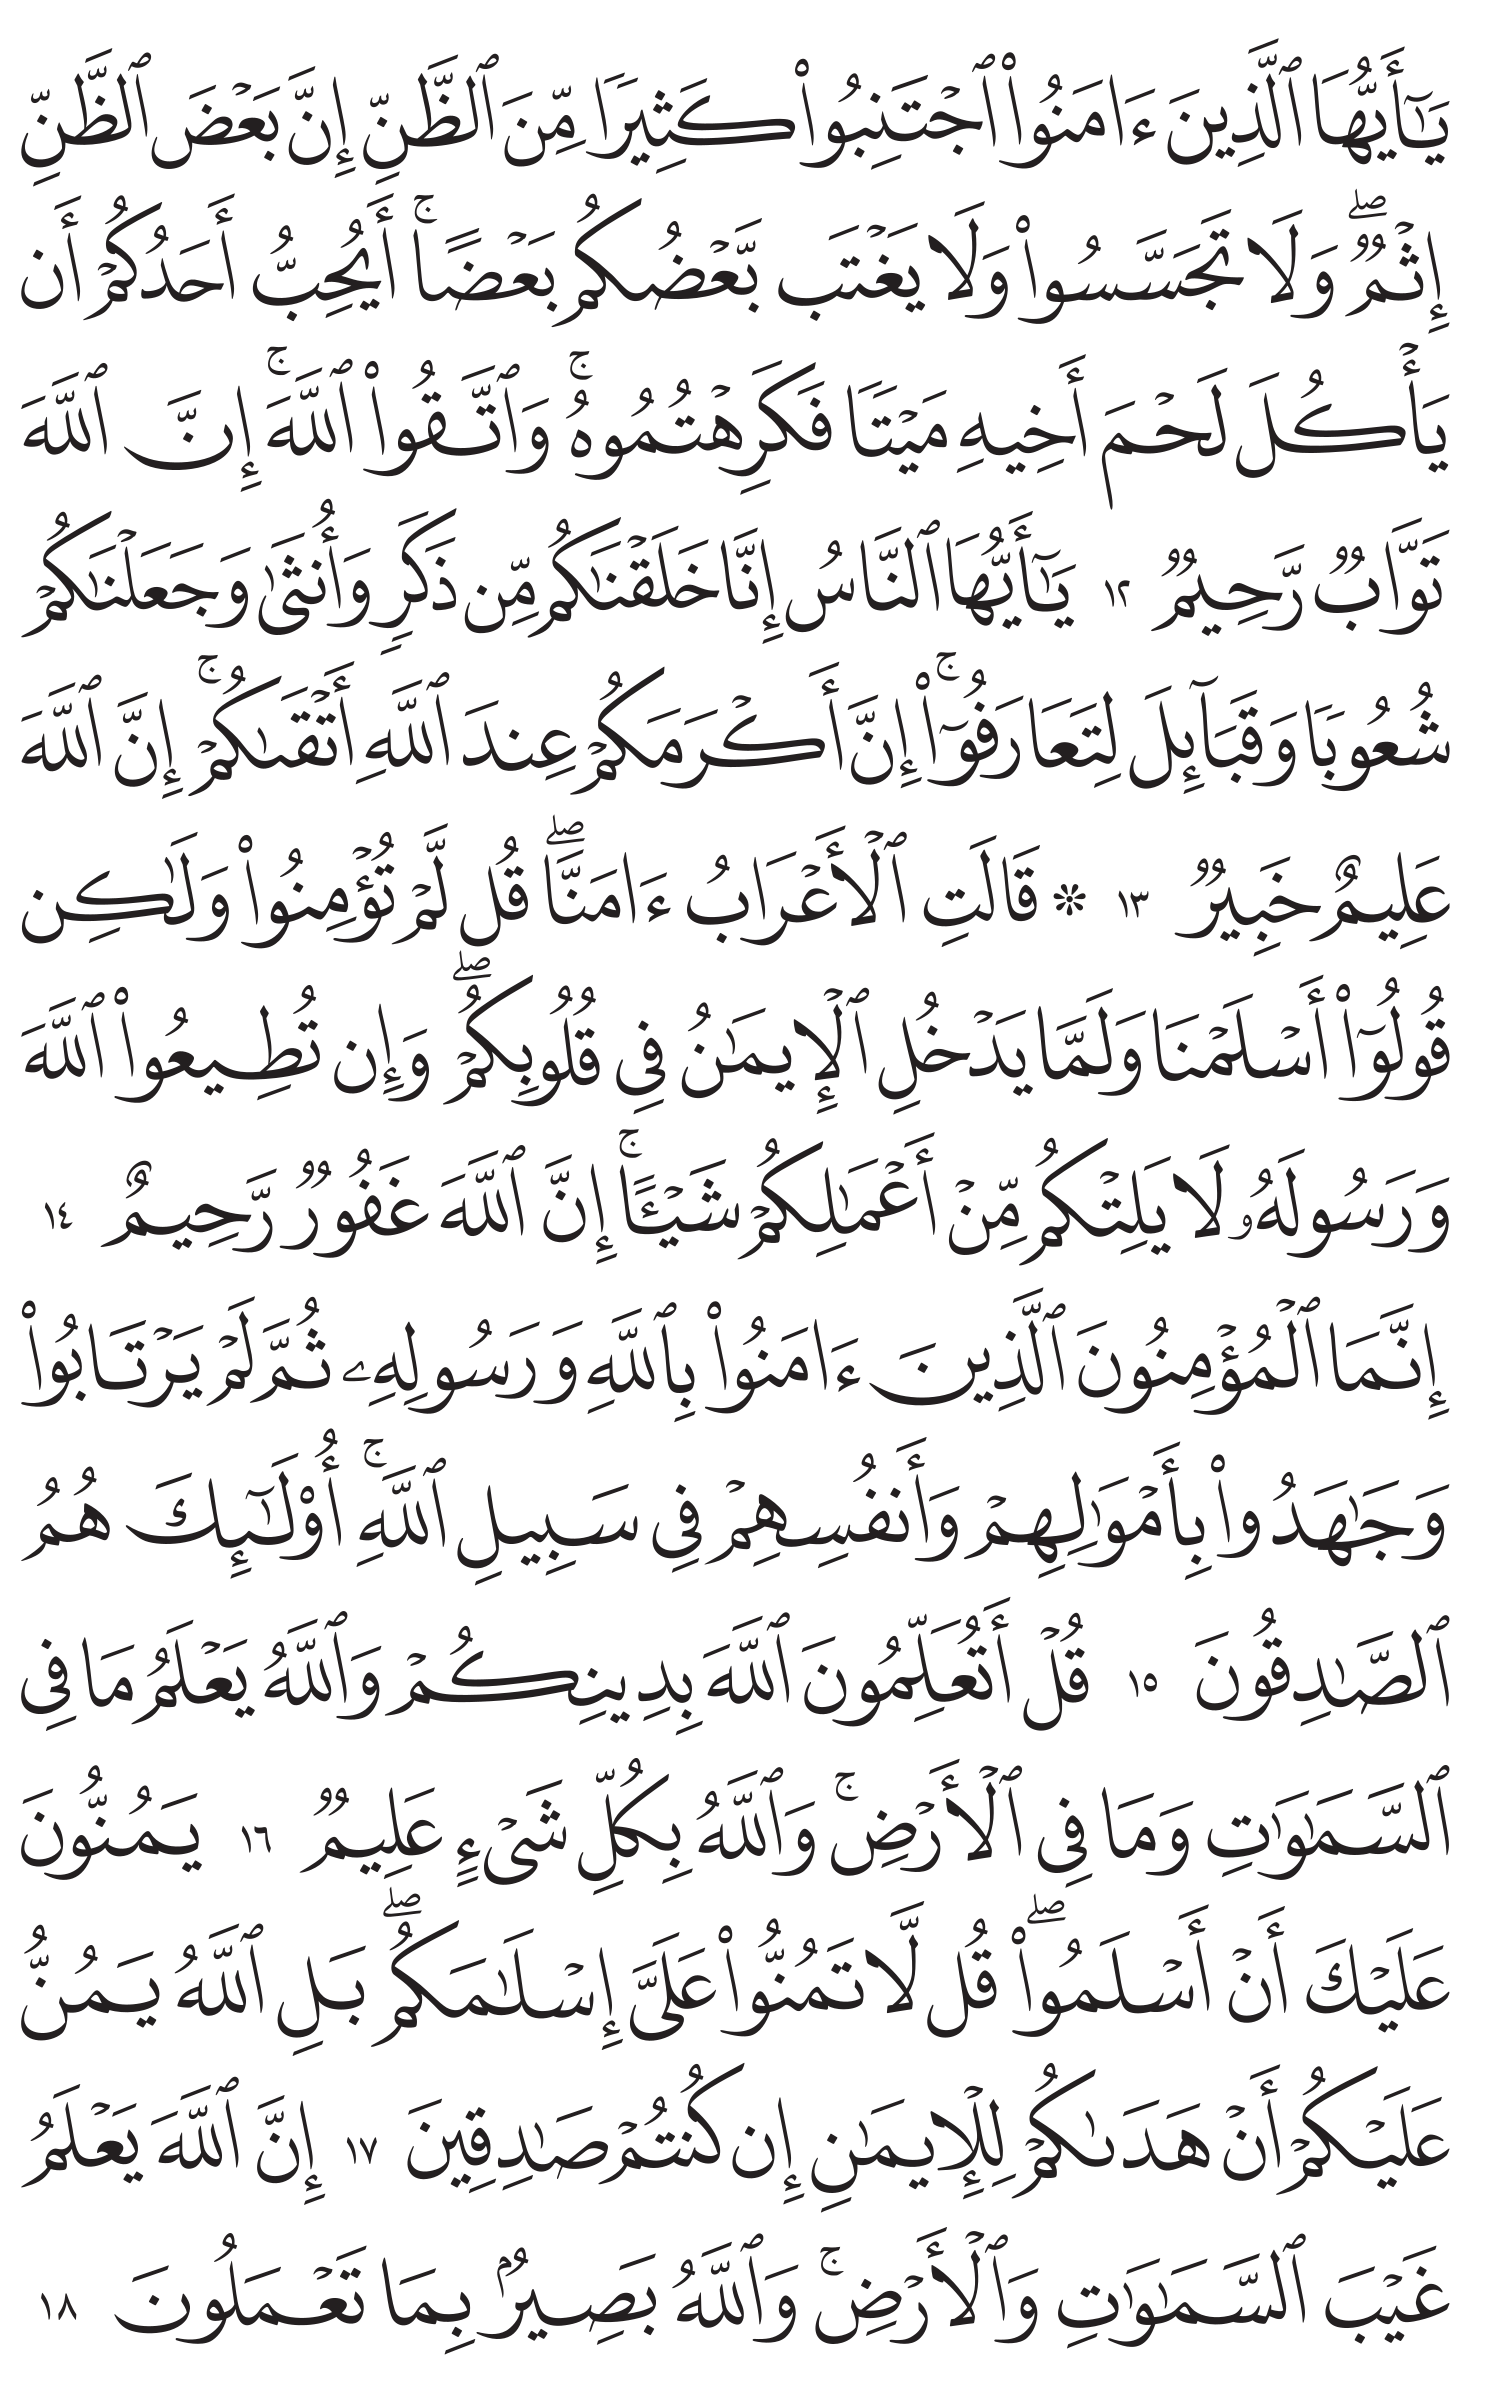 يَٰٓأَيُّهَا ٱلَّذِينَ ءَامَنُوا۟ ٱجْتَنِبُوا۟ كَثِيرًۭا مِّنَ ٱلظَّنِّ إِنَّ بَعْضَ ٱلظَّنِّ
إِثْمٌۭ ۖ وَلَا تَجَسَّسُوا۟ وَلَا يَغْتَب بَّعْضُكُم بَعْضًا ۚ أَيُحِبُّ أَحَدُكُمْ أَن
يَأْكُلَ لَحْمَ أَخِيهِ مَيْتًۭا فَكَرِهْتُمُوهُ ۚ وَٱتَّقُوا۟ ٱللَّهَ ۚ إِنَّ ٱللَّهَ
تَوَّابٌۭ رَّحِيمٌۭ ١٢ يَٰٓأَيُّهَا ٱلنَّاسُ إِنَّا خَلَقْنَٰكُم مِّن ذَكَرٍۢ وَأُنثَىٰ وَجَعَلْنَٰكُمْ
شُعُوبًۭا وَقَبَآئِلَ لِتَعَارَفُوٓا۟ ۚ إِنَّ أَكْرَمَكُمْ عِندَ ٱللَّهِ أَتْقَىٰكُمْ ۚ إِنَّ ٱللَّهَ
عَلِيمٌ خَبِيرٌۭ ١٣ ۞ قَالَتِ ٱلْأَعْرَابُ ءَامَنَّا ۖ قُل لَّمْ تُؤْمِنُوا۟ وَلَٰكِن
قُولُوٓا۟ أَسْلَمْنَا وَلَمَّا يَدْخُلِ ٱلْإِيمَٰنُ فِى قُلُوبِكُمْ ۖ وَإِن تُطِيعُوا۟ ٱللَّهَ
وَرَسُولَهُۥ لَا يَلِتْكُم مِّنْ أَعْمَٰلِكُمْ شَيْـًٔا ۚ إِنَّ ٱللَّهَ غَفُورٌۭ رَّحِيمٌ ١٤
إِنَّمَا ٱلْمُؤْمِنُونَ ٱلَّذِينَ ءَامَنُوا۟ بِٱللَّهِ وَرَسُولِهِۦ ثُمَّ لَمْ يَرْتَابُوا۟
وَجَٰهَدُوا۟ بِأَمْوَٰلِهِمْ وَأَنفُسِهِمْ فِى سَبِيلِ ٱللَّهِ ۚ أُو۟لَٰٓئِكَ هُمُ
ٱلصَّٰدِقُونَ ١٥ قُلْ أَتُعَلِّمُونَ ٱللَّهَ بِدِينِكُمْ وَٱللَّهُ يَعْلَمُ مَا فِى
ٱلسَّمَٰوَٰتِ وَمَا فِى ٱلْأَرْضِ ۚ وَٱللَّهُ بِكُلِّ شَىْءٍ عَلِيمٌۭ ١٦ يَمُنُّونَ
عَلَيْكَ أَنْ أَسْلَمُوا۟ ۖ قُل لَّا تَمُنُّوا۟ عَلَىَّ إِسْلَٰمَكُم ۖ بَلِ ٱللَّهُ يَمُنُّ
عَلَيْكُمْ أَنْ هَدَىٰكُمْ لِلْإِيمَٰنِ إِن كُنتُمْ صَٰدِقِينَ ١٧ إِنَّ ٱللَّهَ يَعْلَمُ
غَيْبَ ٱلسَّمَٰوَٰتِ وَٱلْأَرْضِ ۚ وَٱللَّهُ بَصِيرٌۢ بِمَا تَعْمَلُونَ ١٨